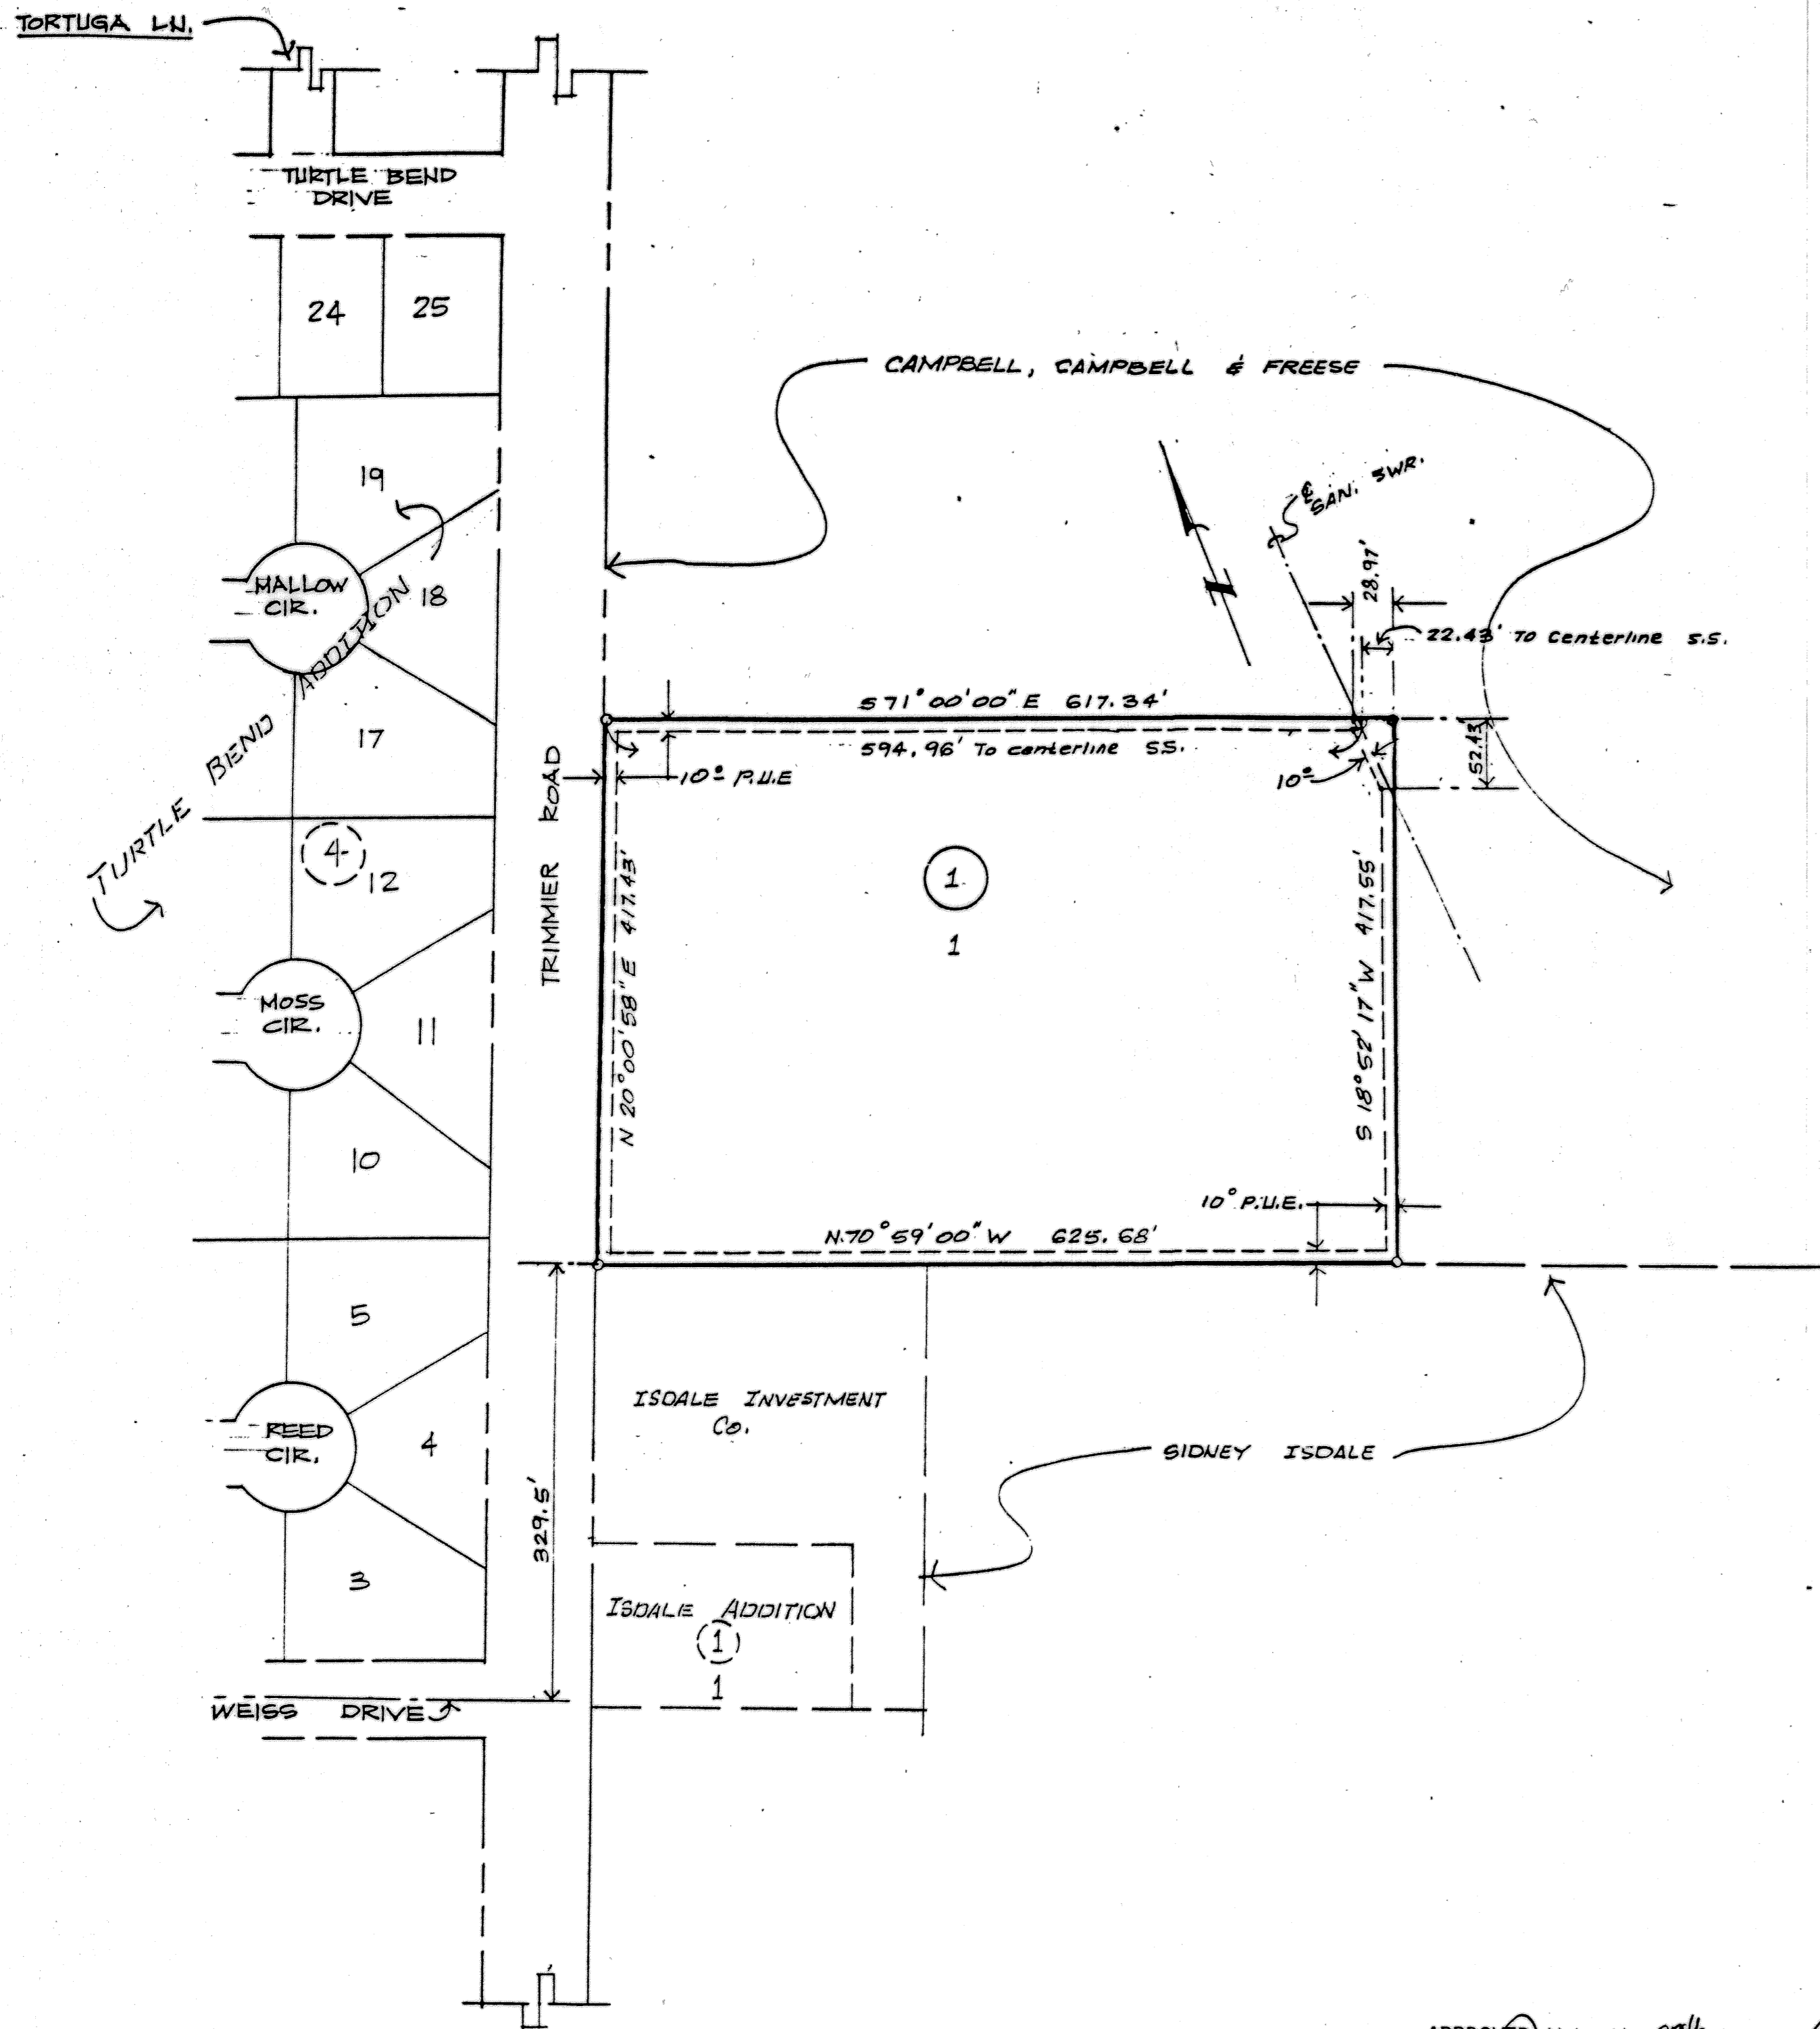 TORTUGA LN.
TURTLE BEND
DRIVE
24
25
CAMPBELL, CAMPBELL & FREESE
19
℄
SAN. SWR.
MALLOW
CIR.
18
28.97'
22.43' TO Centerline S.S.
N
TURTLE BEND ADDITION
17
S 71° 00' 00" E 617.34'
594.96' To centerline SS.
10° P.U.E
10°
52.43
TRIMMIER ROAD
4
12
1
1
N 20° 00' 58" E 417.43'
S 18° 52' 17" W 417.55'
MOSS
CIR.
11
10
10° P.U.E.
N.70° 59' 00" W 625.68'
5
ISDALE INVESTMENT
Co.
REED
CIR.
4
SIDNEY ISDALE
329.5'
3
ISDALE ADDITION
1
1
WEISS DRIVE